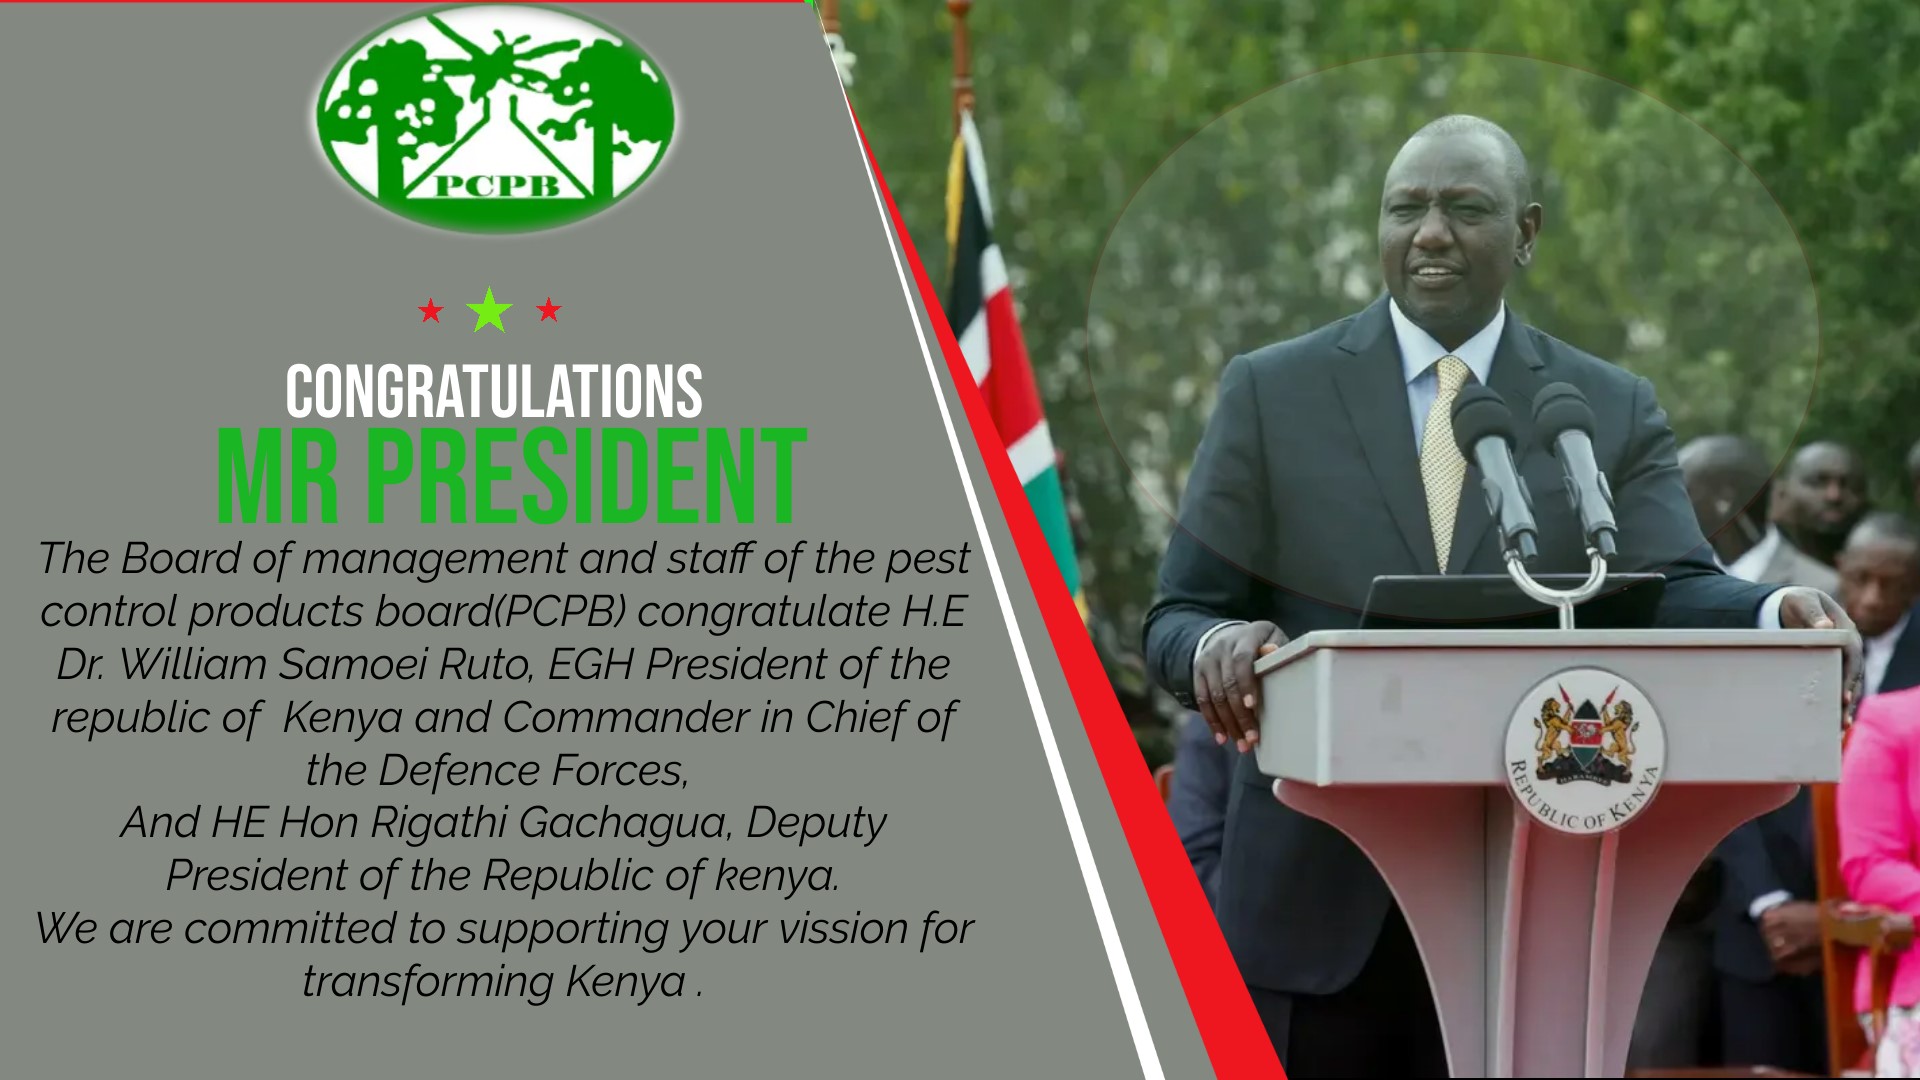 PCPB
CONGRATULATIONS
MR PRESIDENT
The Board of management and staff of the pest
control products board(PCPB) congratulate H.E
Dr. William Samoei Ruto, EGH President of the
republic of  Kenya and Commander in Chief of
the Defence Forces,
And HE Hon Rigathi Gachagua, Deputy
President of the Republic of kenya.
We are committed to supporting your vission for
transforming Kenya .
REPUBLIC OF KENYA